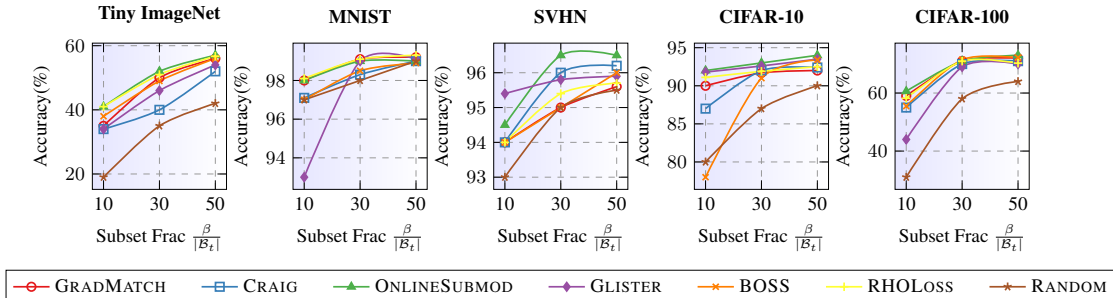 Tiny ImageNet
MNIST
SVHN
CIFAR-10
CIFAR-100
Accuracy(%)
60
40
20
10 30 50
Subset Frac β/|𝓑ₜ|
Accuracy(%)
98
96
94
10 30 50
Subset Frac β/|𝓑ₜ|
Accuracy(%)
96
95
94
93
10 30 50
Subset Frac β/|𝓑ₜ|
Accuracy(%)
95
90
85
80
10 30 50
Subset Frac β/|𝓑ₜ|
Accuracy(%)
60
40
10 30 50
Subset Frac β/|𝓑ₜ|
GRADMATCH CRAIG ONLINESUBMOD GLISTER BOSS RHOLOSS RANDOM